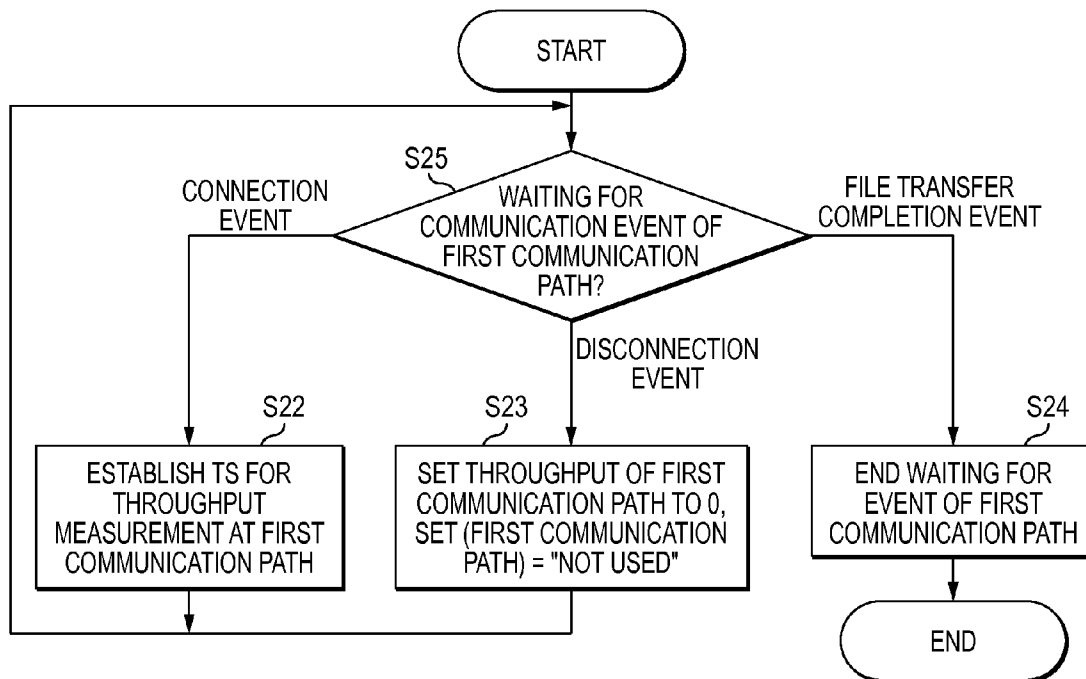 START
S25
CONNECTION
EVENT
WAITING FOR
COMMUNICATION EVENT OF
FIRST COMMUNICATION
PATH?
FILE TRANSFER
COMPLETION EVENT
DISCONNECTION
EVENT
S22
ESTABLISH TS FOR
THROUGHPUT
MEASUREMENT AT FIRST
COMMUNICATION PATH
S23
SET THROUGHPUT OF FIRST
COMMUNICATION PATH TO 0,
SET (FIRST COMMUNICATION
PATH) = "NOT USED"
S24
END WAITING FOR
EVENT OF FIRST
COMMUNICATION PATH
END